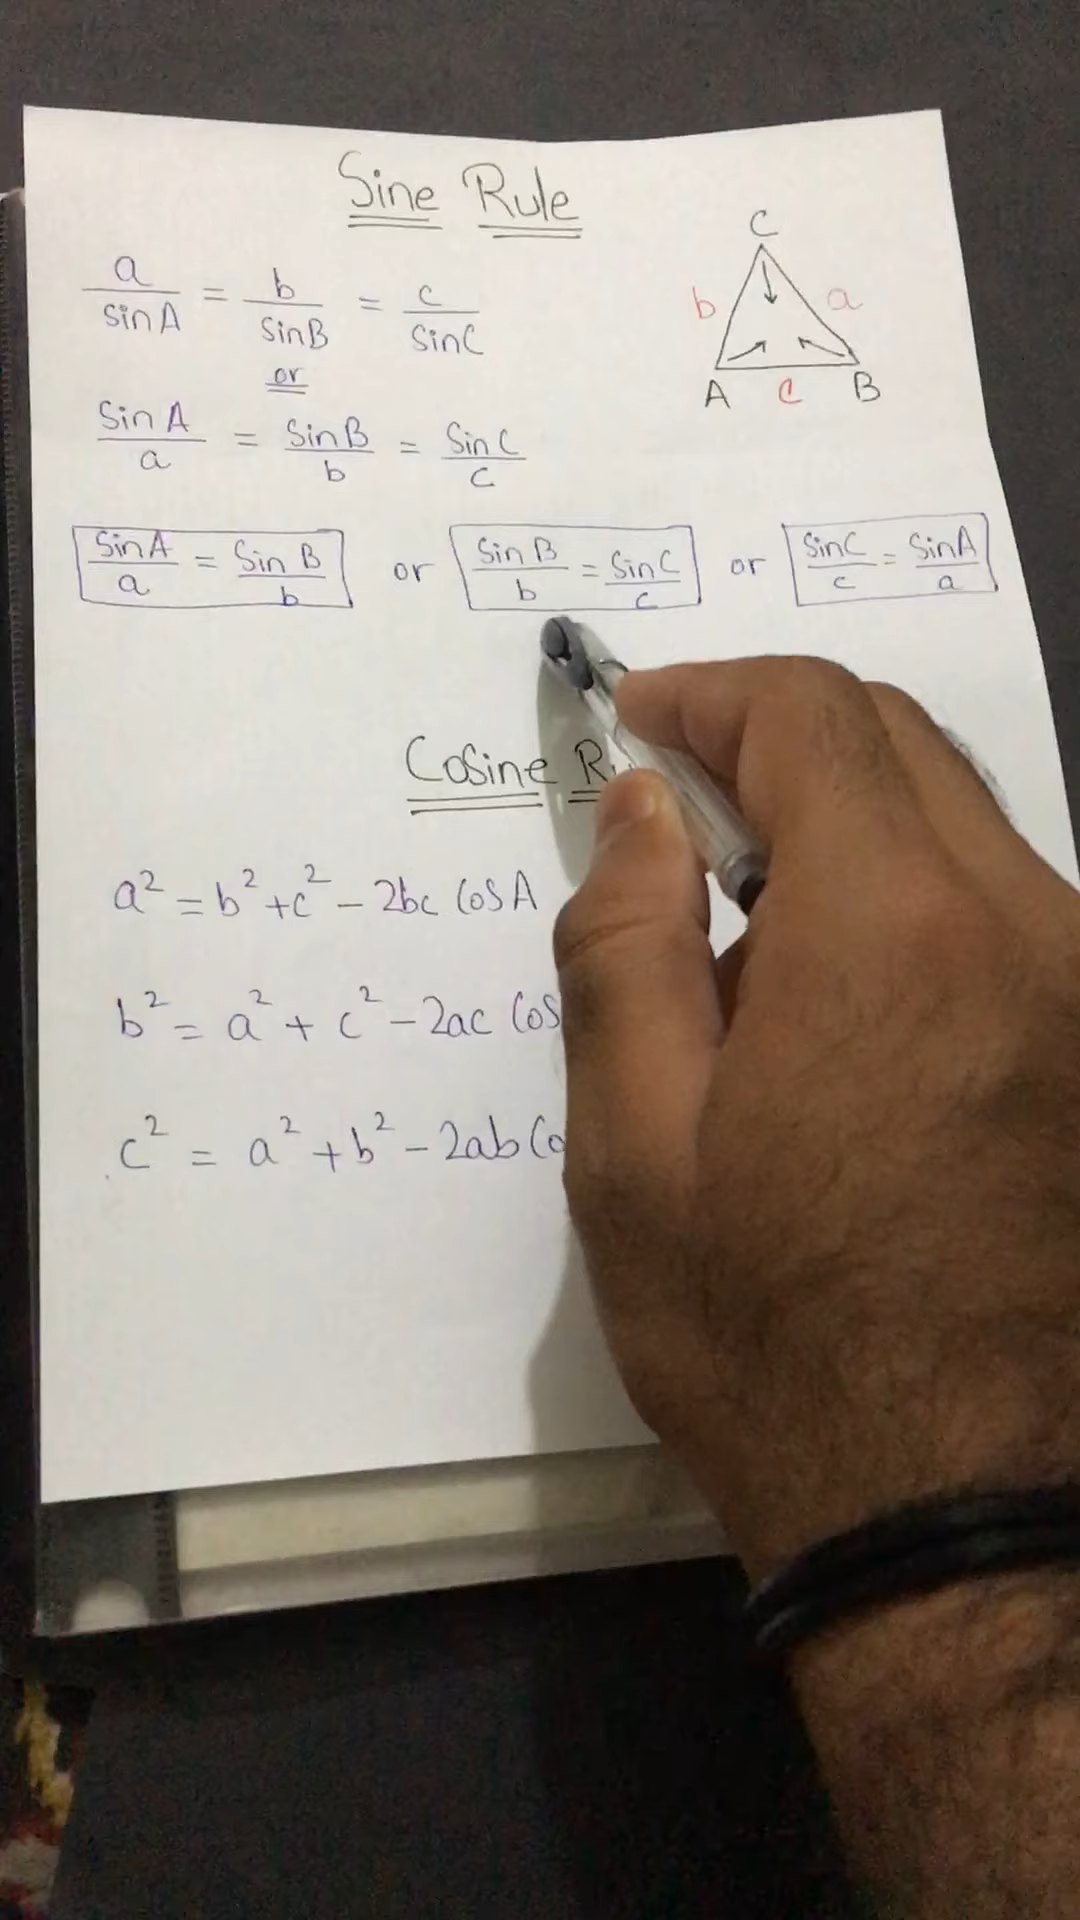 Sine Rule
a/sinA = b/sinB = c/sinC
or
sinA/a = sinB/b = sinC/c
sinA/a = sinB/b or sinB/b = sinC/c or sinC/c = sinA/a
C
b a
A c B
Cosine
a² = b² + c² - 2bc cosA
b² = a² + c² - 2ac cos
c² = a² + b² - 2ab